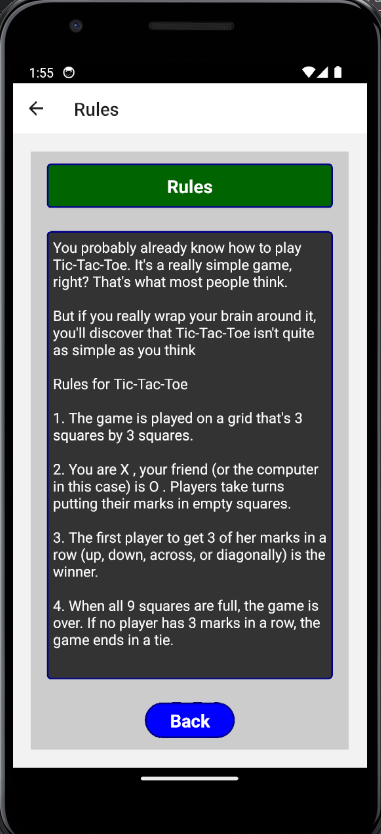 1:55
Rules
Rules
You probably already know how to play
Tic-Tac-Toe. It's a really simple game,
right? That's what most people think.
But if you really wrap your brain around it,
you'll discover that Tic-Tac-Toe isn't quite
as simple as you think
Rules for Tic-Tac-Toe
1. The game is played on a grid that's 3
squares by 3 squares.
2. You are X , your friend (or the computer
in this case) is O . Players take turns
putting their marks in empty squares.
3. The first player to get 3 of her marks in a
row (up, down, across, or diagonally) is the
winner.
4. When all 9 squares are full, the game is
over. If no player has 3 marks in a row, the
game ends in a tie.
Back